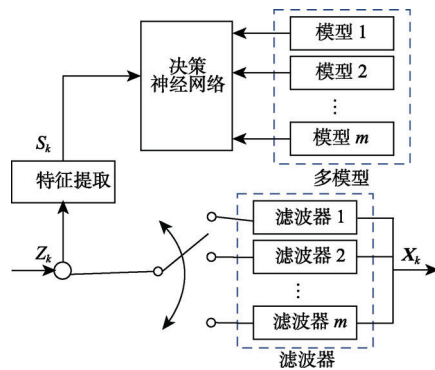 决策
神经网络
模型 1
模型 2
⋮
模型 m
多模型
S_k
特征提取
Z_k
滤波器 1
滤波器 2
⋮
滤波器 m
滤波器
X_k